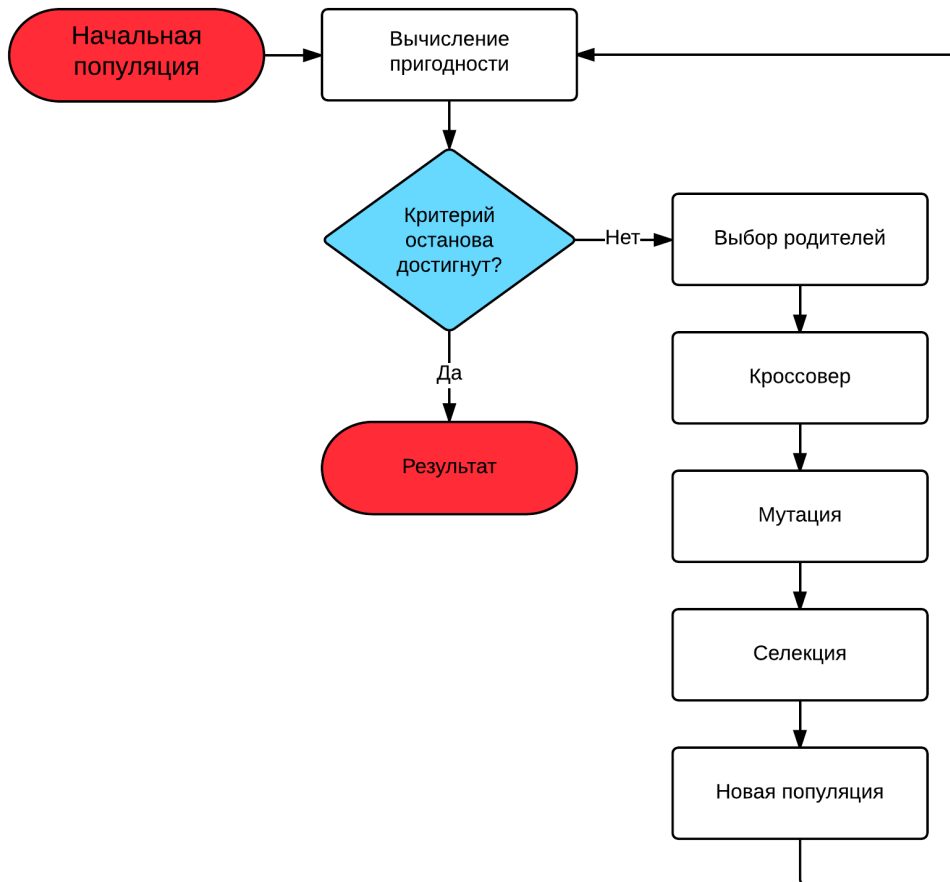 Начальная
популяция
Вычисление
пригодности
Критерий
останова
достигнут?
Нет
Выбор родителей
Да
Кроссовер
Результат
Мутация
Селекция
Новая популяция